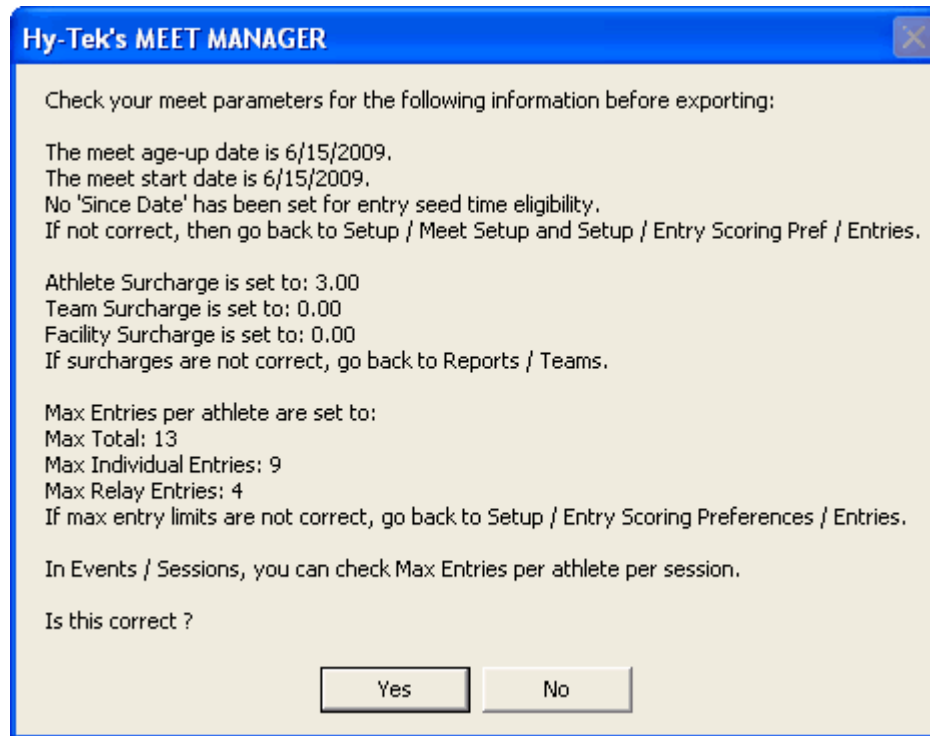 Hy-Tek's MEET MANAGER
Check your meet parameters for the following information before exporting:
The meet age-up date is 6/15/2009.
The meet start date is 6/15/2009.
No 'Since Date' has been set for entry seed time eligibility.
If not correct, then go back to Setup / Meet Setup and Setup / Entry Scoring Pref / Entries.
Athlete Surcharge is set to: 3.00
Team Surcharge is set to: 0.00
Facility Surcharge is set to: 0.00
If surcharges are not correct, go back to Reports / Teams.
Max Entries per athlete are set to:
Max Total: 13
Max Individual Entries: 9
Max Relay Entries: 4
If max entry limits are not correct, go back to Setup / Entry Scoring Preferences / Entries.
In Events / Sessions, you can check Max Entries per athlete per session.
Is this correct ?
Yes No